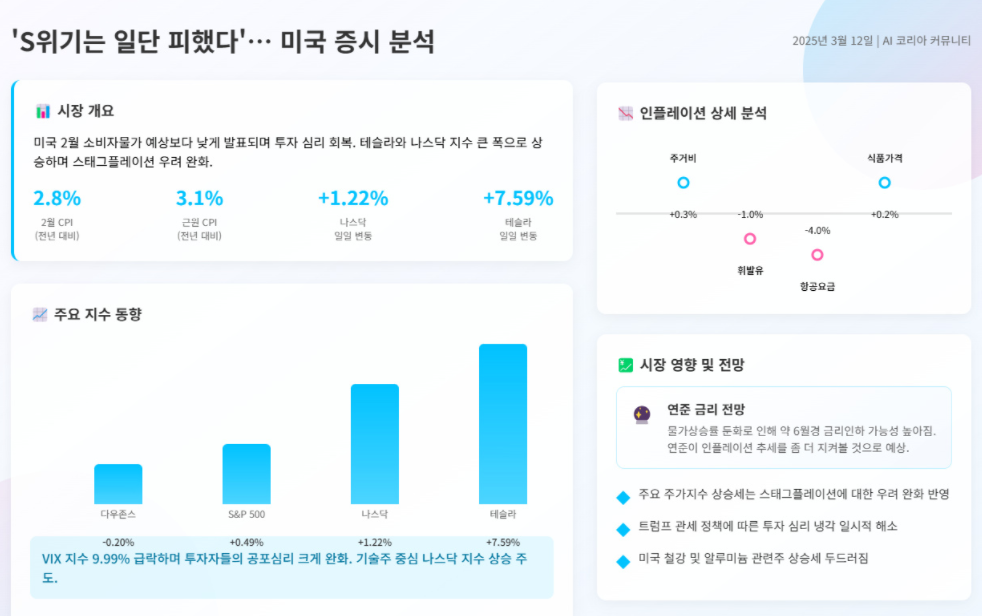 'S위기는 일단 피했다'… 미국 증시 분석
2025년 3월 12일 | AI 코리아 커뮤니티
시장 개요
미국 2월 소비자물가 예상보다 낮게 발표되며 투자 심리 회복. 테슬라와 나스닥 지수 큰 폭으로 상
승하며 스태그플레이션 우려 완화.
2.8%
2월 CPI
(전년 대비)
3.1%
근원 CPI
(전년 대비)
+1.22%
나스닥
일일 변동
+7.59%
테슬라
일일 변동
주요 지수 동향
다우존스
S&P 500
나스닥
테슬라
-0.20%
+0.49%
+1.22%
+7.59%
VIX 지수 9.99% 급락하며 투자자들의 공포심리 크게 완화. 기술주 중심 나스닥 지수 상승 주
도.
인플레이션 상세 분석
주거비
+0.3%
-1.0%
휘발유
-4.0%
항공요금
식품가격
+0.2%
시장 영향 및 전망
연준 금리 전망
물가상승률 둔화로 인해 약 6월경 금리인하 가능성 높아짐.
연준이 인플레이션 추세를 좀 더 지켜볼 것으로 예상.
주요 주가지수 상승세는 스태그플레이션에 대한 우려 완화 반영
트럼프 관세 정책에 따른 투자 심리 냉각 일시적 해소
미국 철강 및 알루미늄 관련주 상승세 두드러짐